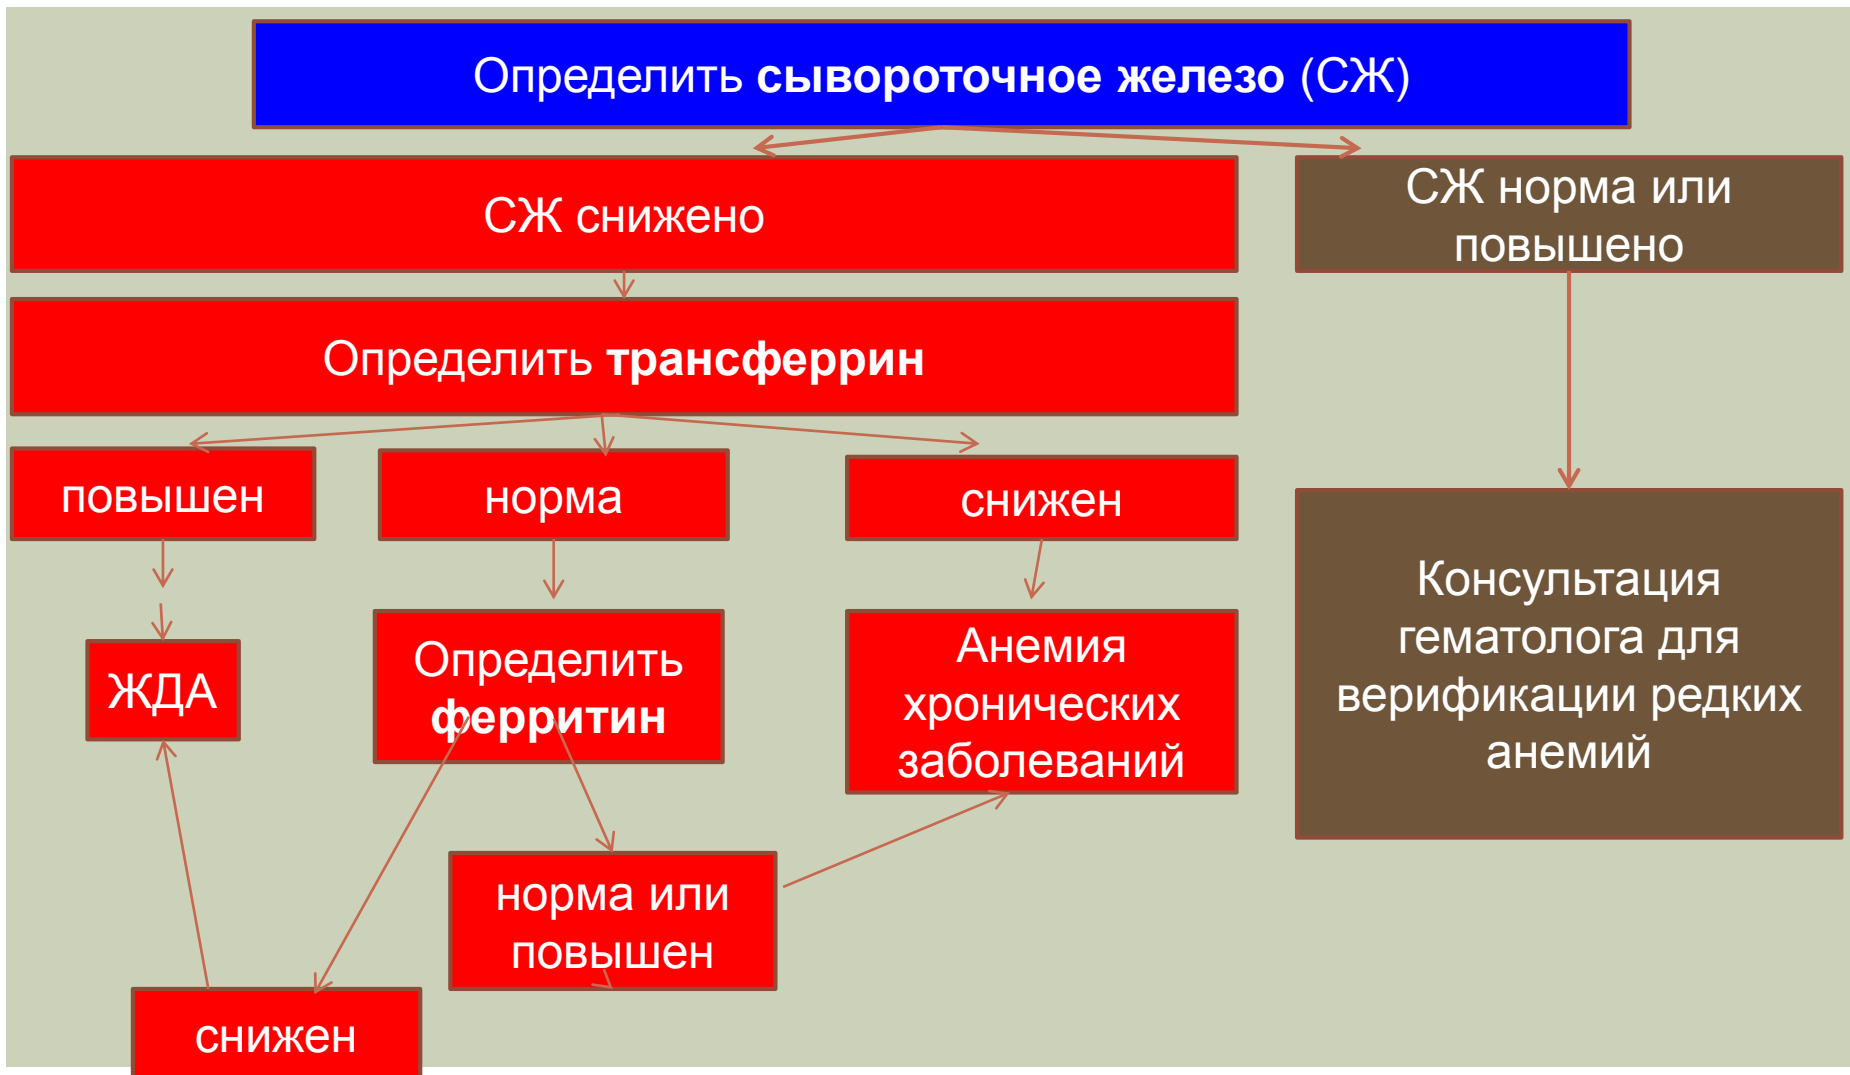 Определить сывороточное железо (СЖ)
СЖ снижено
СЖ норма или
повышено
Определить трансферрин
повышен
норма
снижен
ЖДА
Определить
ферритин
Анемия
хронических
заболеваний
Консультация
гематолога для
верификации редких
анемий
норма или
повышен
снижен